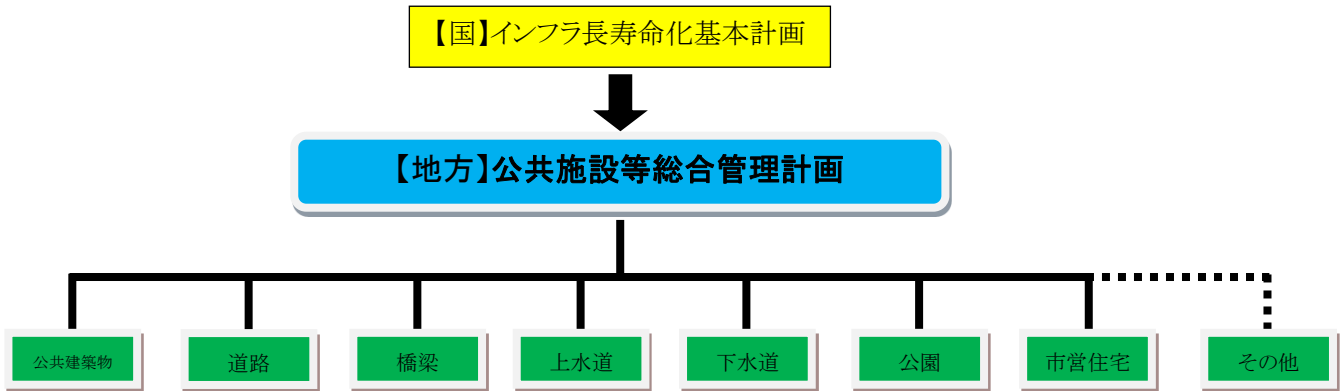 【国】インフラ長寿命化基本計画
【地方】公共施設等総合管理計画
公共建築物
道路
橋梁
上水道
下水道
公園
市営住宅
その他